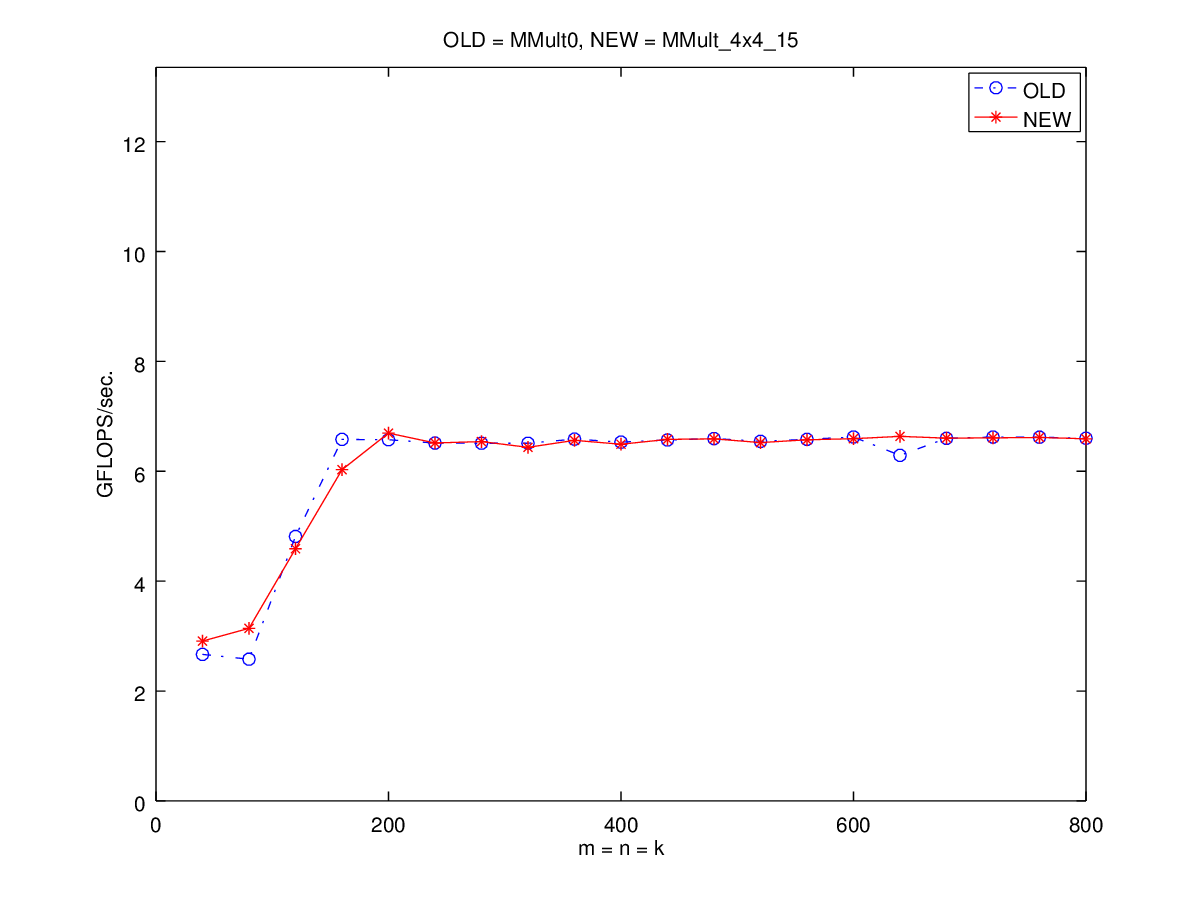 OLD = MMult0, NEW = MMult_4x4_15
OLD
NEW
12
10
8
6
4
2
0
GFLOPS/sec.
0 200 400 600 800
m = n = k